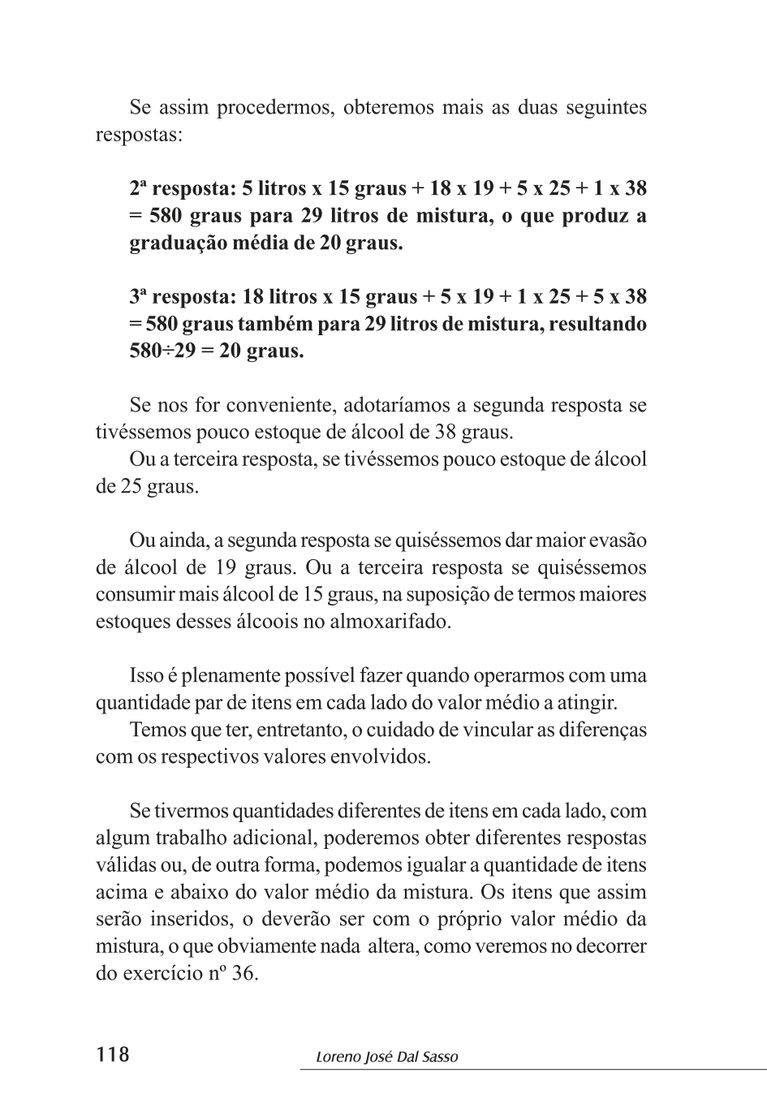 Se assim procedermos, obteremos mais as duas seguintes
respostas:
2ª resposta: 5 litros x 15 graus + 18 x 19 + 5 x 25 + 1 x 38
= 580 graus para 29 litros de mistura, o que produz a
graduação média de 20 graus.
3ª resposta: 18 litros x 15 graus + 5 x 19 + 1 x 25 + 5 x 38
= 580 graus também para 29 litros de mistura, resultando
580÷29 = 20 graus.
Se nos for conveniente, adotaríamos a segunda resposta se
tivéssemos pouco estoque de álcool de 38 graus.
Ou a terceira resposta, se tivéssemos pouco estoque de álcool
de 25 graus.
Ou ainda, a segunda resposta se quiséssemos dar maior evasão
de álcool de 19 graus. Ou a terceira resposta se quiséssemos
consumir mais álcool de 15 graus, na suposição de termos maiores
estoques desses álcoois no almoxarifado.
Isso é plenamente possível fazer quando operarmos com uma
quantidade par de itens em cada lado do valor médio a atingir.
Temos que ter, entretanto, o cuidado de vincular as diferenças
com os respectivos valores envolvidos.
Se tivermos quantidades diferentes de itens em cada lado, com
algum trabalho adicional, poderemos obter diferentes respostas
válidas ou, de outra forma, podemos igualar a quantidade de itens
acima e abaixo do valor médio da mistura. Os itens que assim
serão inseridos, o deverão ser com o próprio valor médio da
mistura, o que obviamente nada altera, como veremos no decorrer
do exercício nº 36.
118 Loreno José Dal Sasso